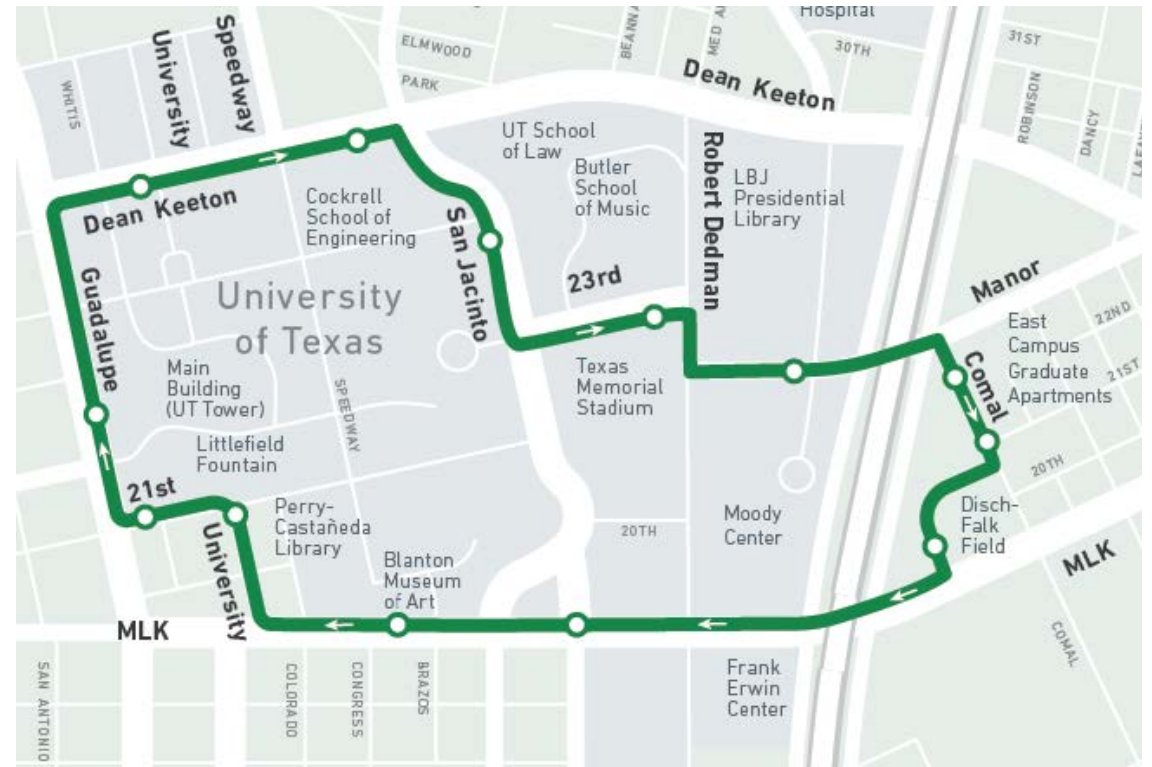 Hospital
ELMWOOD
PARK
30TH
31ST
University
Speedway
WHITIS
Dean Keeton
ROBINSON
DANCY
UT School
of Law
Butler
School
of Music
Robert Dedman
LBJ
Presidential
Library
Dean Keeton
Cockrell
School of
Engineering
San Jacinto
23rd
Manor
Guadalupe
University
of Texas
East
Campus
Graduate
Apartments
22ND
21ST
Comal
Main
Building
(UT Tower)
SPEEDWAY
Texas
Memorial
Stadium
Littlefield
Fountain
20TH
21st
Perry-
Castañeda
Library
20TH
Moody
Center
Disch-
Falk
Field
University
Blanton
Museum
of Art
MLK
MLK
COMAL
SAN ANTONIO
COLORADO
CONGRESS
BRAZOS
Frank
Erwin
Center